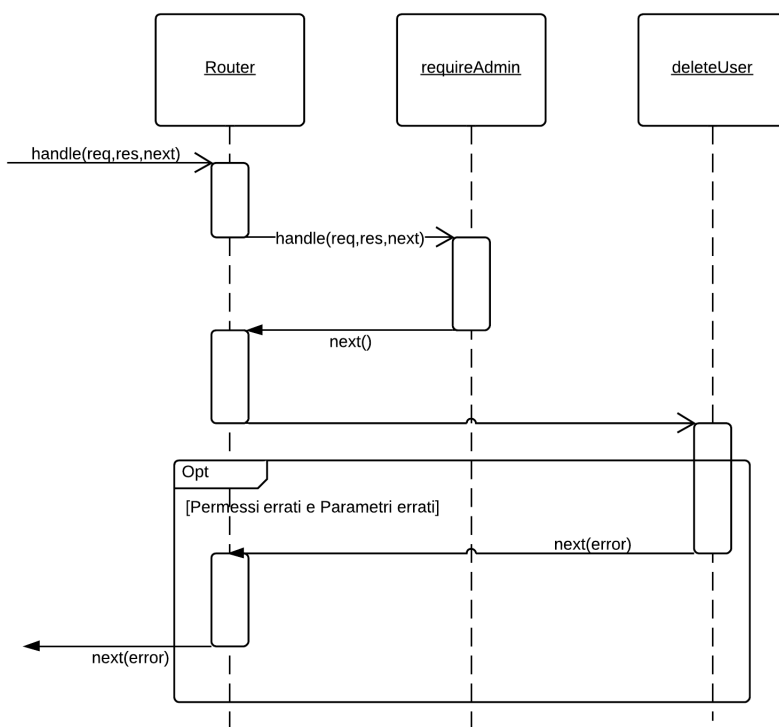 Router
requireAdmin
deleteUser
handle(req,res,next)
handle(req,res,next)
next()
Opt
[Permessi errati e Parametri errati]
next(error)
next(error)